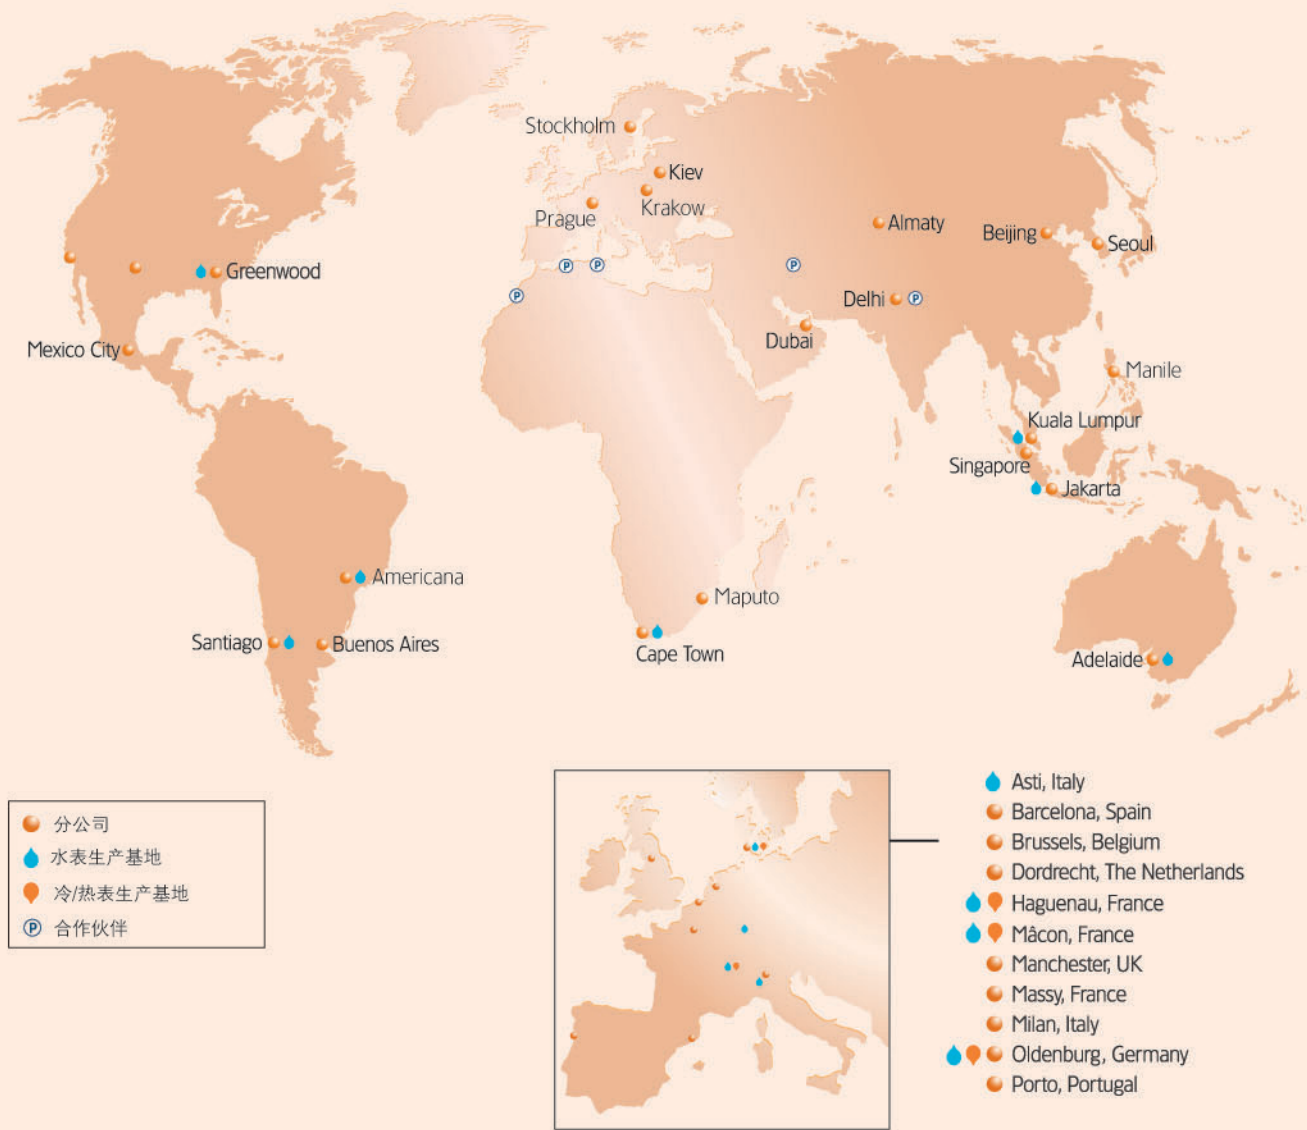 Stockholm
Kiev
Krakow
Prague
Almaty
Beijing
Seoul
Greenwood
P
P
P
P
Delhi
P
Dubai
Mexico City
Manile
Kuala Lumpur
Singapore
Jakarta
Americana
Maputo
Santiago
Buenos Aires
Cape Town
Adelaide
分公司
水表生产基地
冷/热表生产基地
P 合作伙伴
Asti, Italy
Barcelona, Spain
Brussels, Belgium
Dordrecht, The Netherlands
Haguenau, France
Mâcon, France
Manchester, UK
Massy, France
Milan, Italy
Oldenburg, Germany
Porto, Portugal